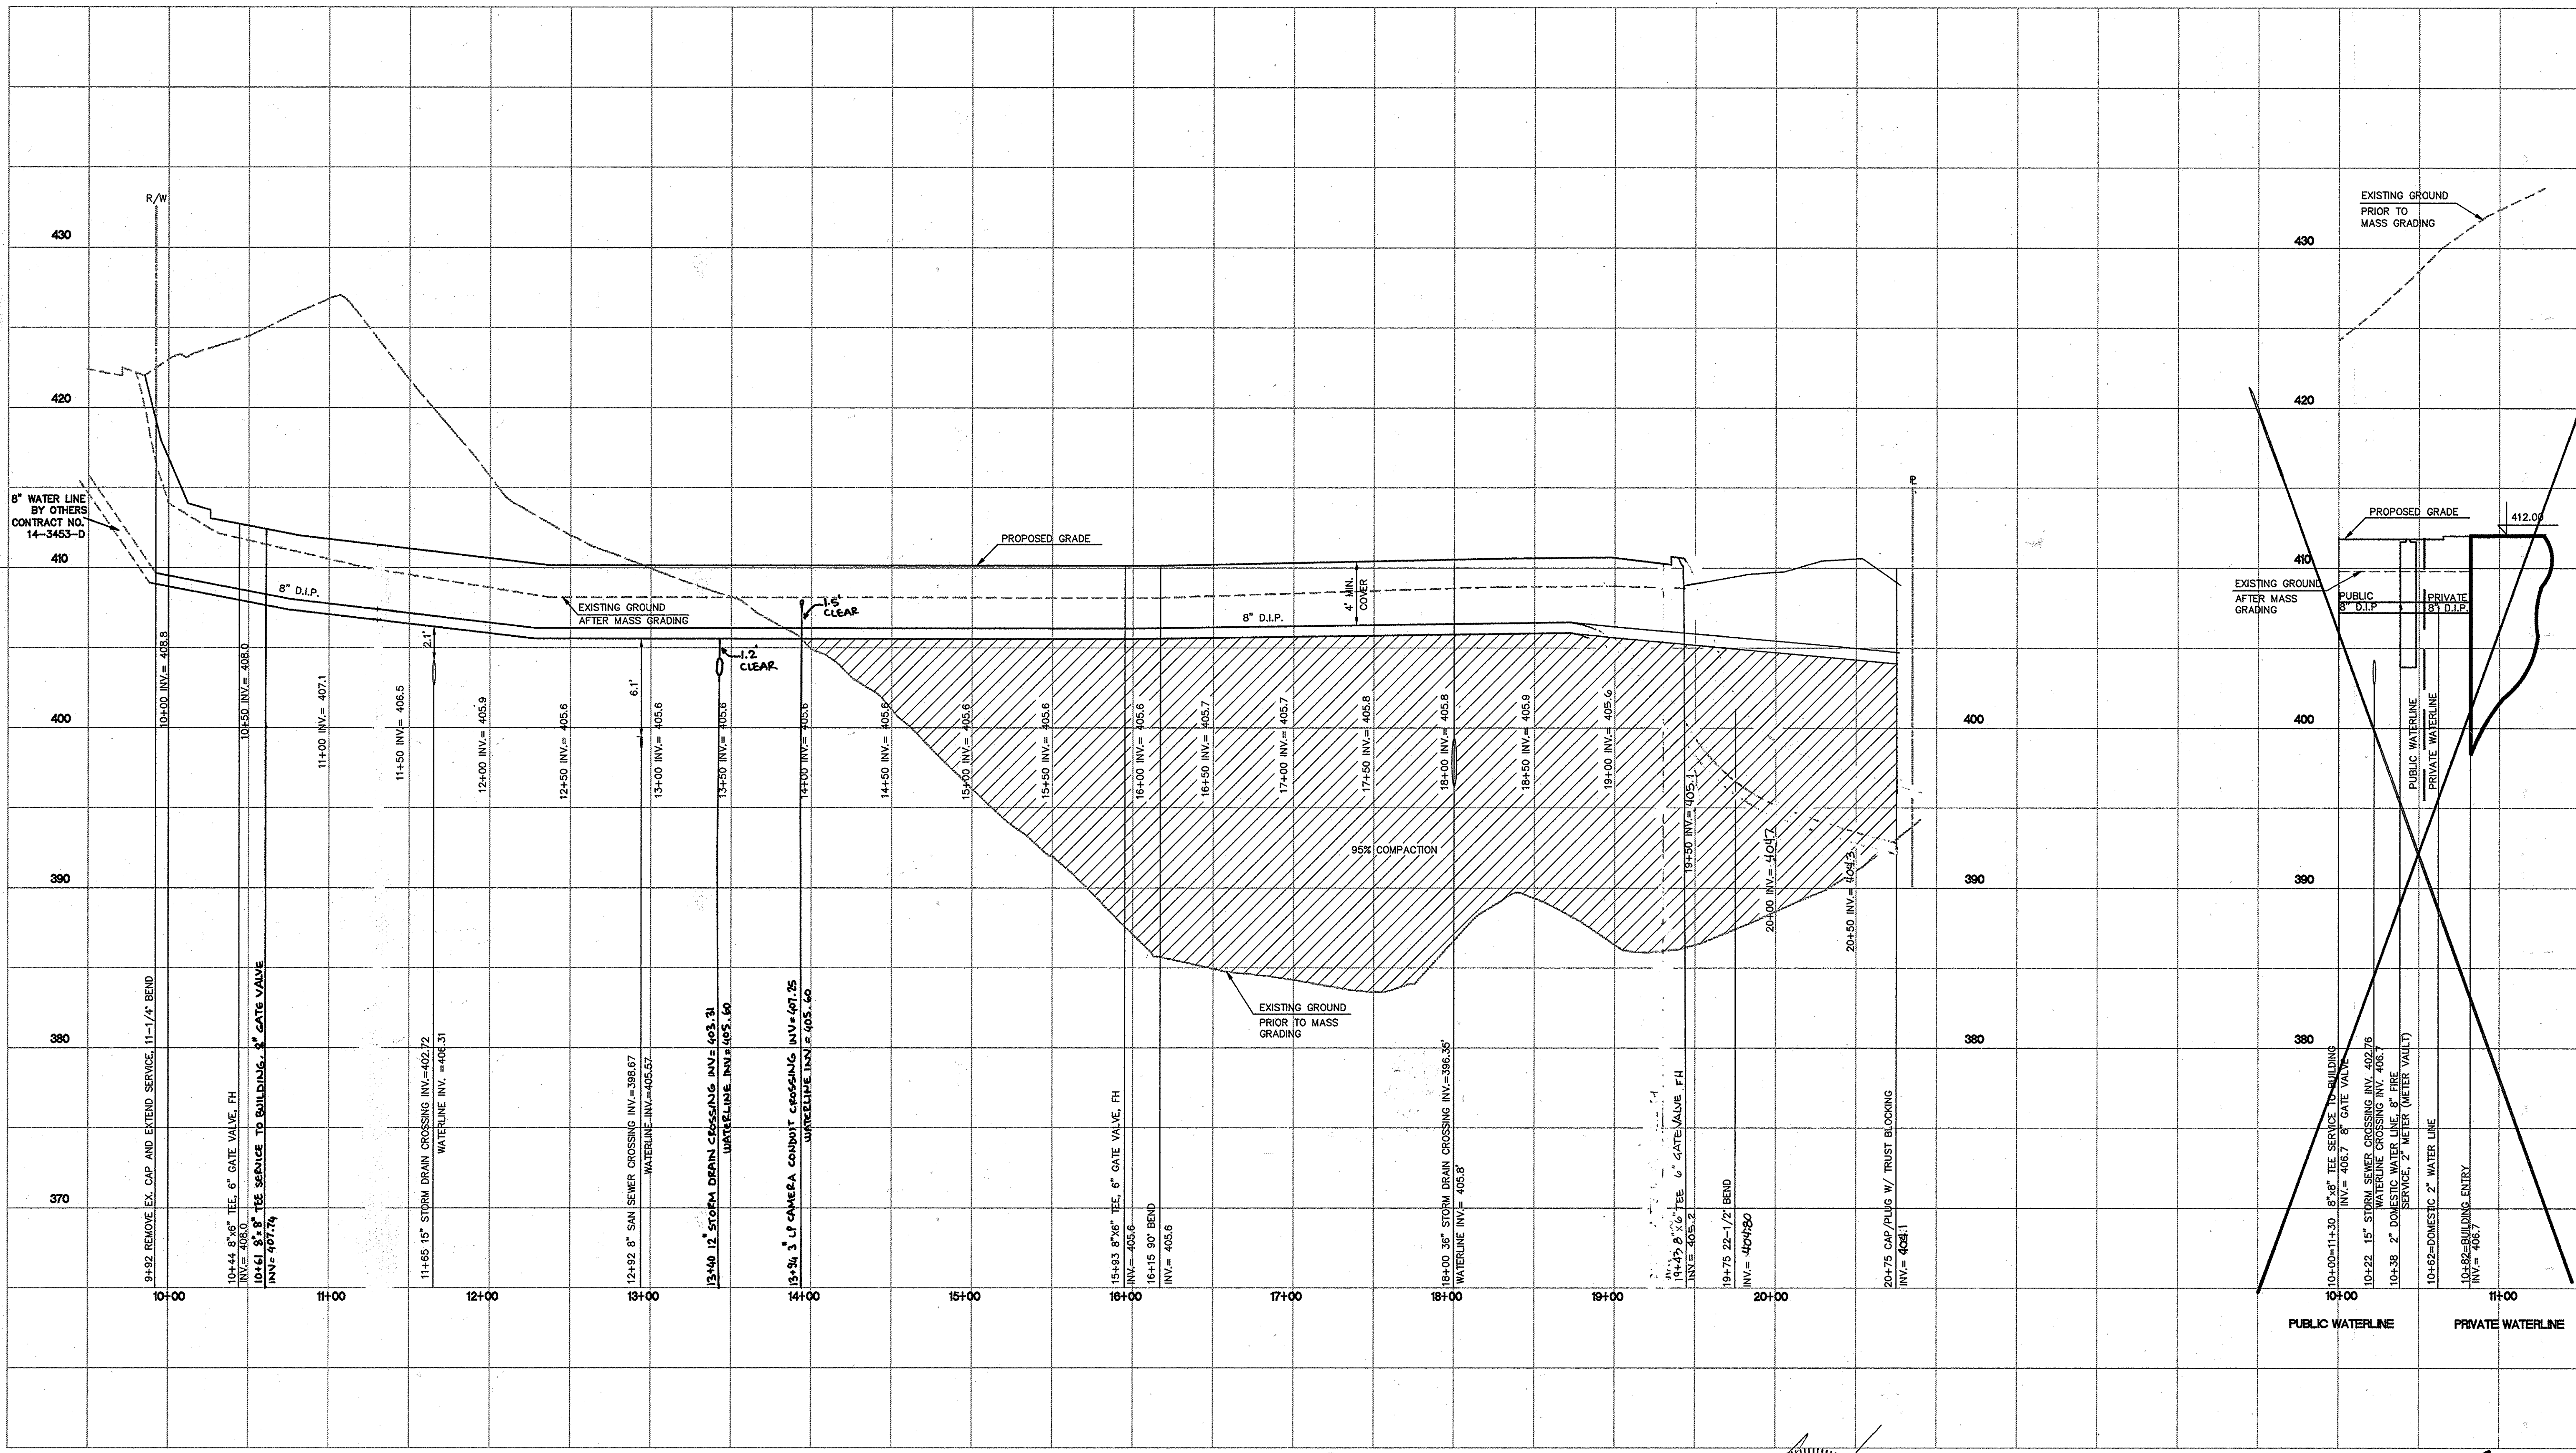 R/W
430
420
410
400
390
380
370
8" WATER LINE
BY OTHERS
CONTRACT NO.
14-3453-D
8" D.I.P.
EXISTING GROUND
AFTER MASS GRADING
1.5'
CLEAR
1.2'
CLEAR
2.1'
6.1'
PROPOSED GRADE
8" D.I.P.
4' MIN.
COVER
95% COMPACTION
EXISTING GROUND
PRIOR TO MASS
GRADING
10+00 INV.= 408.8
10+50 INV.= 408.0
11+00 INV.= 407.1
11+50 INV.= 406.5
12+00 INV.= 405.9
12+50 INV.= 405.6
13+00 INV.= 405.6
13+50 INV.= 405.6
14+00 INV.= 405.6
14+50 INV.= 405.6
15+00 INV.= 405.6
15+50 INV.= 405.6
16+00 INV.= 405.6
16+50 INV.= 405.7
17+00 INV.= 405.7
17+50 INV.= 405.8
18+00 INV.= 405.8
18+50 INV.= 405.9
19+00 INV.= 405.6
19+50 INV.= 405.1
20+00 INV.= 404.7
20+50 INV.= 404.3
9+92 REMOVE EX. CAP AND EXTEND SERVICE, 11-1/4° BEND
10+44 8"x6" TEE, 6" GATE VALVE, FH
INV.= 408.0
10+61 8"x8" TEE SERVICE TO BUILDING, 8" GATE VALVE
INV= 407.74
11+65 15" STORM DRAIN CROSSING INV.=402.72
WATERLINE INV. =406.31
12+92 8" SAN SEWER CROSSING INV.=398.67
WATERLINE INV.=405.57
13+40 12" STORM DRAIN CROSSING INV= 403.31
WATERLINE INV= 405.60
13+94 3" LP CAMERA CONDUIT CROSSING INV=407.25
WATERLINE INV = 405.60
15+93 8"X6" TEE, 6" GATE VALVE, FH
INV.= 405.6
16+15 90° BEND
INV.= 405.6
18+00 36" STORM DRAIN CROSSING INV.=396.35'
WATERLINE INV.= 405.8'
19+43 8"x6" TEE 6" GATE VALVE FH
INV.= 405.2
19+75 22-1/2° BEND
INV.= 404.80
20+75 CAP/PLUG W/ TRUST BLOCKING
INV.= 404.1
10+00
11+00
12+00
13+00
14+00
15+00
16+00
17+00
18+00
19+00
20+00
400
390
380
EXISTING GROUND
PRIOR TO
MASS GRADING
430
420
410
400
390
380
PROPOSED GRADE
412.00
EXISTING GROUND
AFTER MASS
GRADING
PUBLIC
8" D.I.P
PRIVATE
8" D.I.P.
PUBLIC WATERLINE
PRIVATE WATERLINE
10+00=11+30 8"x8" TEE SERVICE TO BUILDING
INV.= 406.7 8" GATE VALVE
10+22 15" STORM SEWER CROSSING INV. 402.76
WATERLINE CROSSING INV. 406.7
10+38 2" DOMESTIC WATER LINE, 8" FIRE
SERVICE, 2" METER (METER VAULT)
10+62=DOMESTIC 2" WATER LINE
10+82=BUILDING ENTRY
INV.= 406.7
10+00
11+00
PUBLIC WATERLINE
PRIVATE WATERLINE